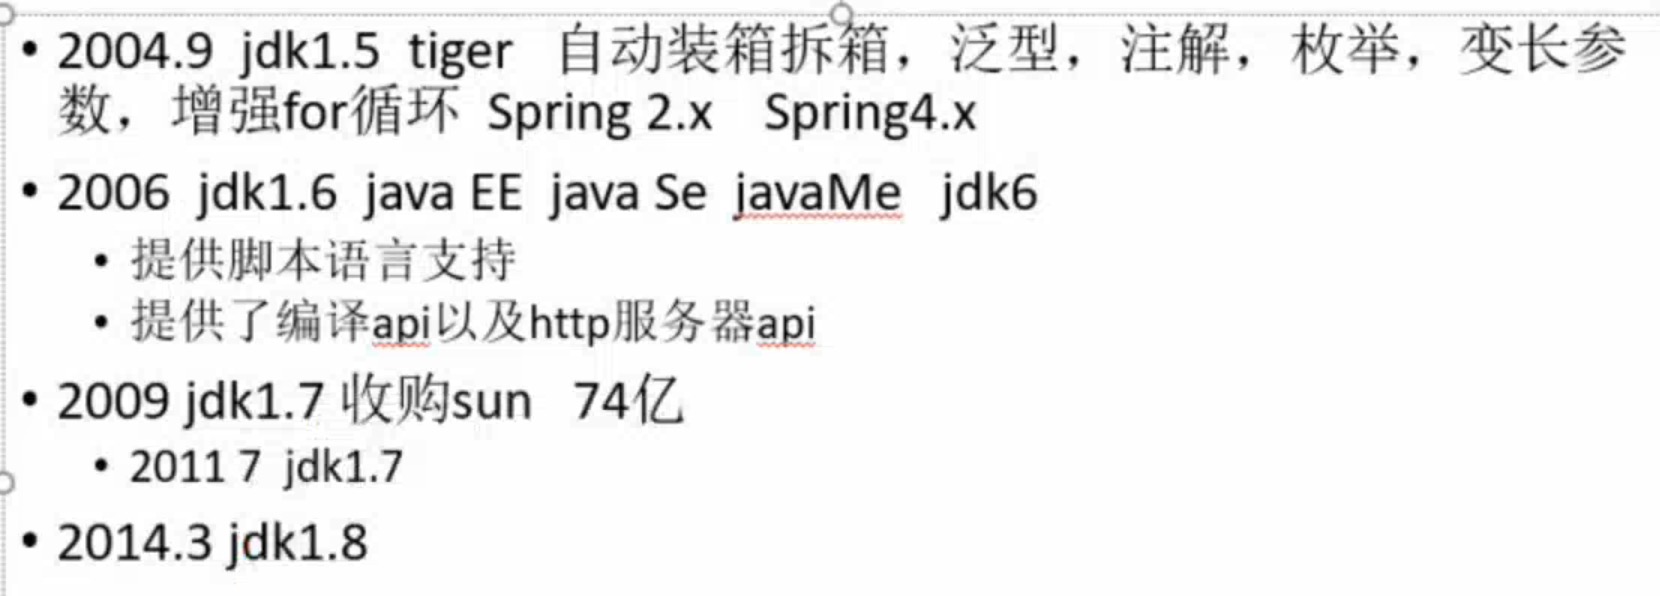 • 2004.9 jdk1.5 tiger 自动装箱拆箱，泛型，注解，枚举，变长参
数，增强for循环 Spring 2.x Spring4.x
• 2006 jdk1.6 java EE java Se javaMe jdk6
• 提供脚本语言支持
• 提供了编译api以及http服务器api
• 2009 jdk1.7 收购sun 74亿
• 2011 7 jdk1.7
• 2014.3 jdk1.8